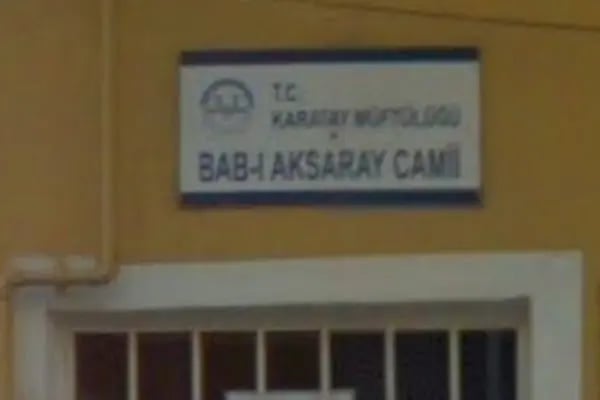 T.C.
KARATAY MÜFTÜLÜĞÜ
BAB-I AKSARAY CAMİİ